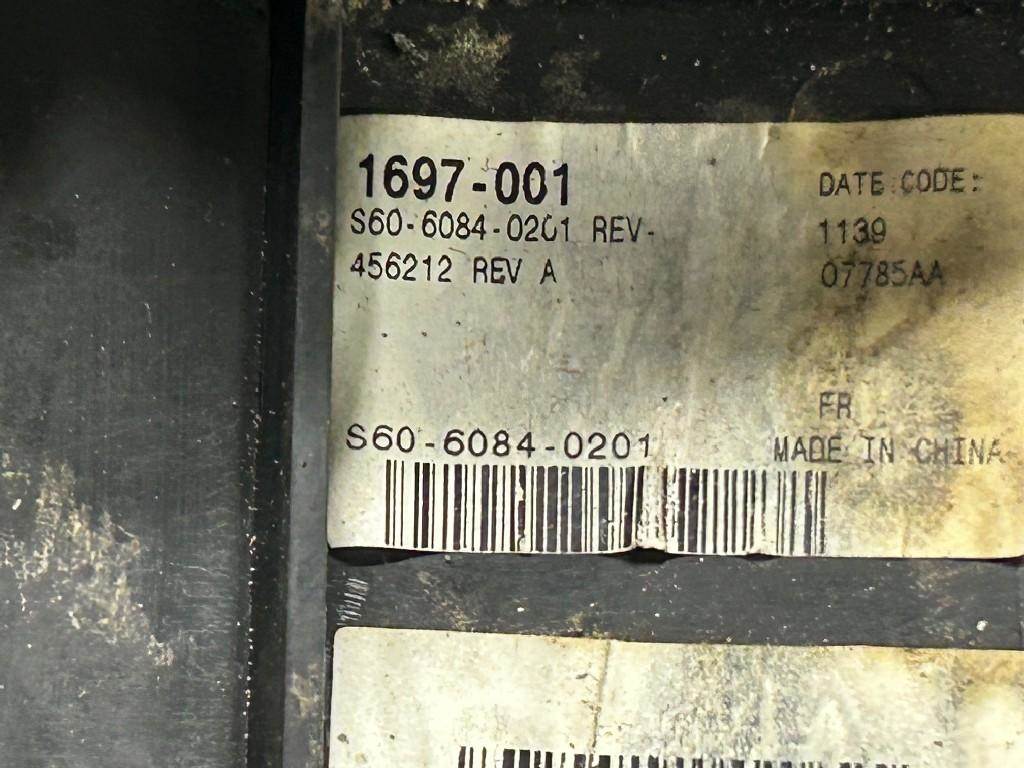 1697-001
S60-6084-0201 REV-
456212 REV A
DATE CODE:
1139
07785AA
FR
S60-6084-0201
MADE IN CHINA